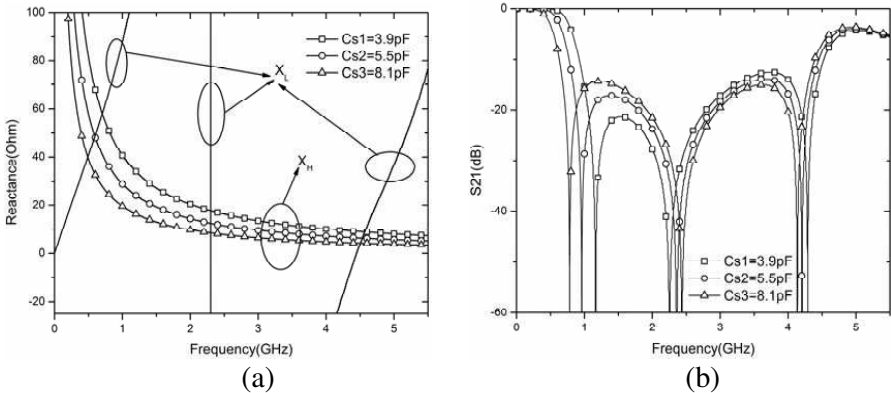 100
80
60
40
20
0
-20
Reactance(Ohm)
0
1
2
3
4
5
Frequency(GHz)
Cs1=3.9pF
Cs2=5.5pF
Cs3=8.1pF
X_L
X_H
(a)
0
-20
-40
-60
S21(dB)
0
1
2
3
4
5
Frequency(GHz)
Cs1=3.9pF
Cs2=5.5pF
Cs3=8.1pF
(b)